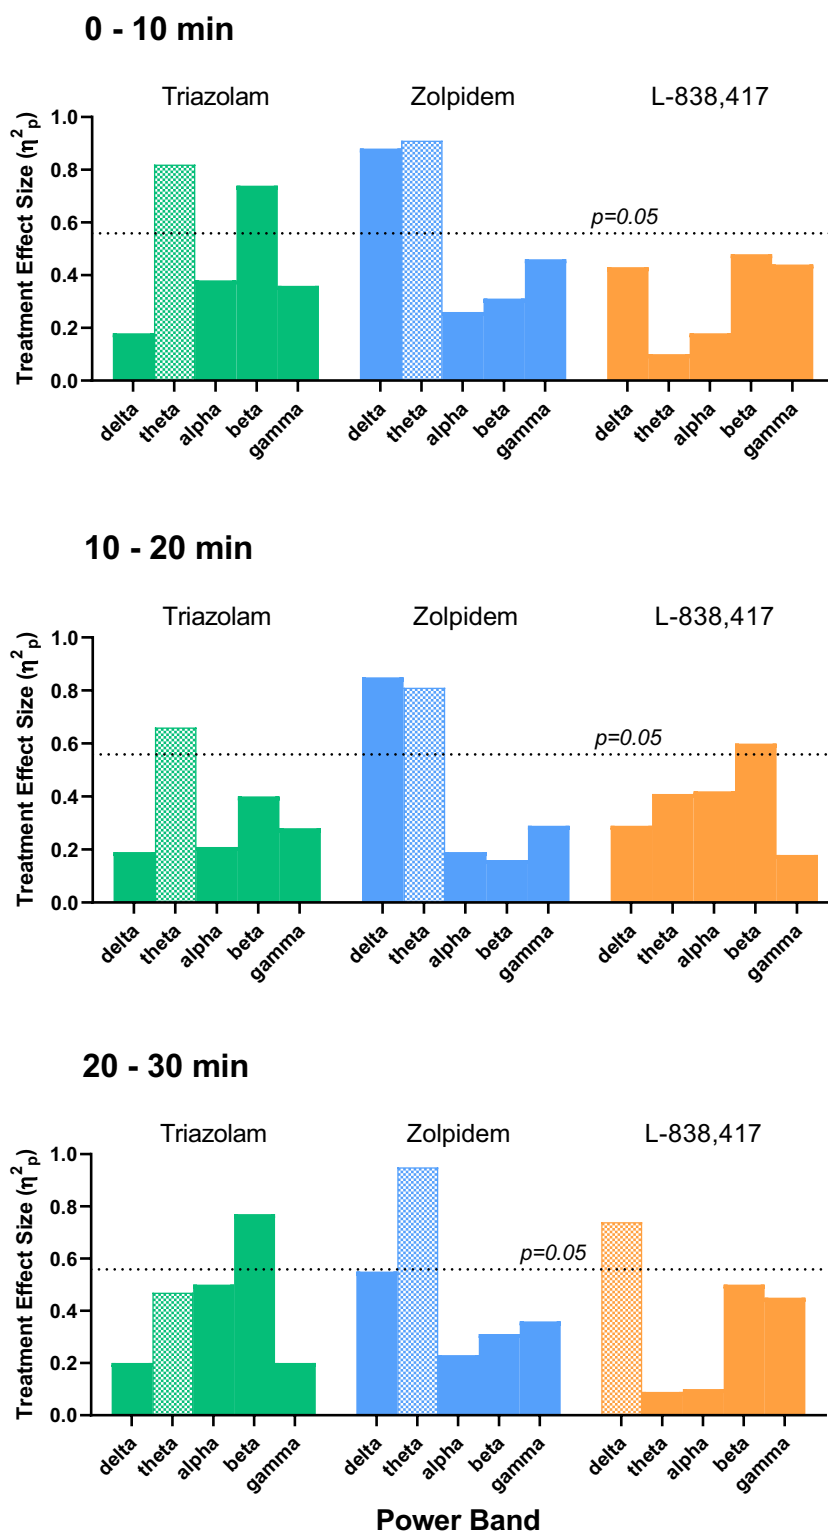 0 - 10 min
Triazolam Zolpidem L-838,417
Treatment Effect Size (η²p)
1.0
0.8
p=0.05
0.6
0.4
0.2
0.0
delta theta alpha beta gamma delta theta alpha beta gamma delta theta alpha beta gamma
10 - 20 min
Triazolam Zolpidem L-838,417
Treatment Effect Size (η²p)
1.0
0.8
p=0.05
0.6
0.4
0.2
0.0
delta theta alpha beta gamma delta theta alpha beta gamma delta theta alpha beta gamma
20 - 30 min
Triazolam Zolpidem L-838,417
Treatment Effect Size (η²p)
1.0
0.8
p=0.05
0.6
0.4
0.2
0.0
delta theta alpha beta gamma delta theta alpha beta gamma delta theta alpha beta gamma
Power Band